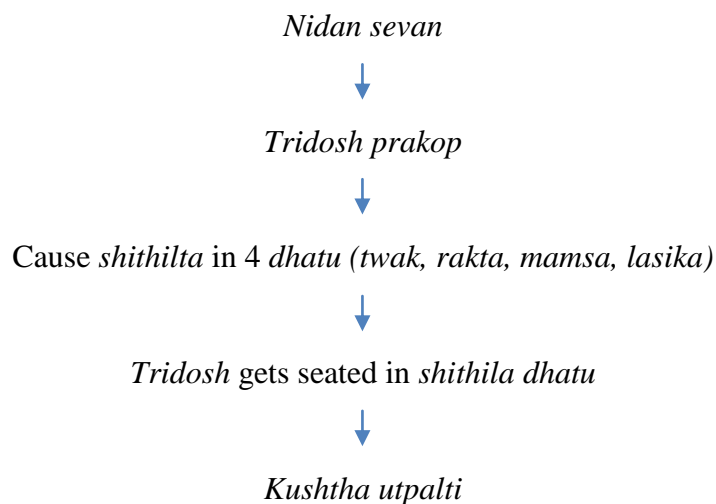 Nidan sevan
Tridosh prakop
Cause shithilta in 4 dhatu (twak, rakta, mamsa, lasika)
Tridosh gets seated in shithila dhatu
Kushtha utpalti